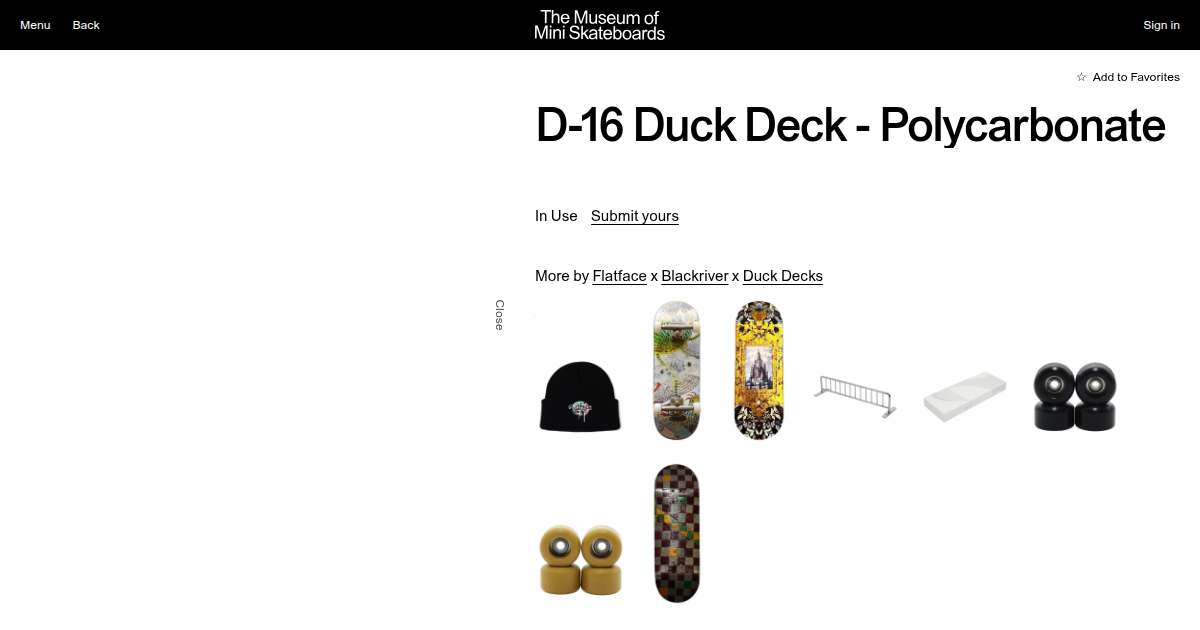 Menu
Back
The Museum of
Mini Skateboards
Sign in
☆ Add to Favorites
D-16 Duck Deck - Polycarbonate
In Use Submit yours
More by Flatface x Blackriver x Duck Decks
Close